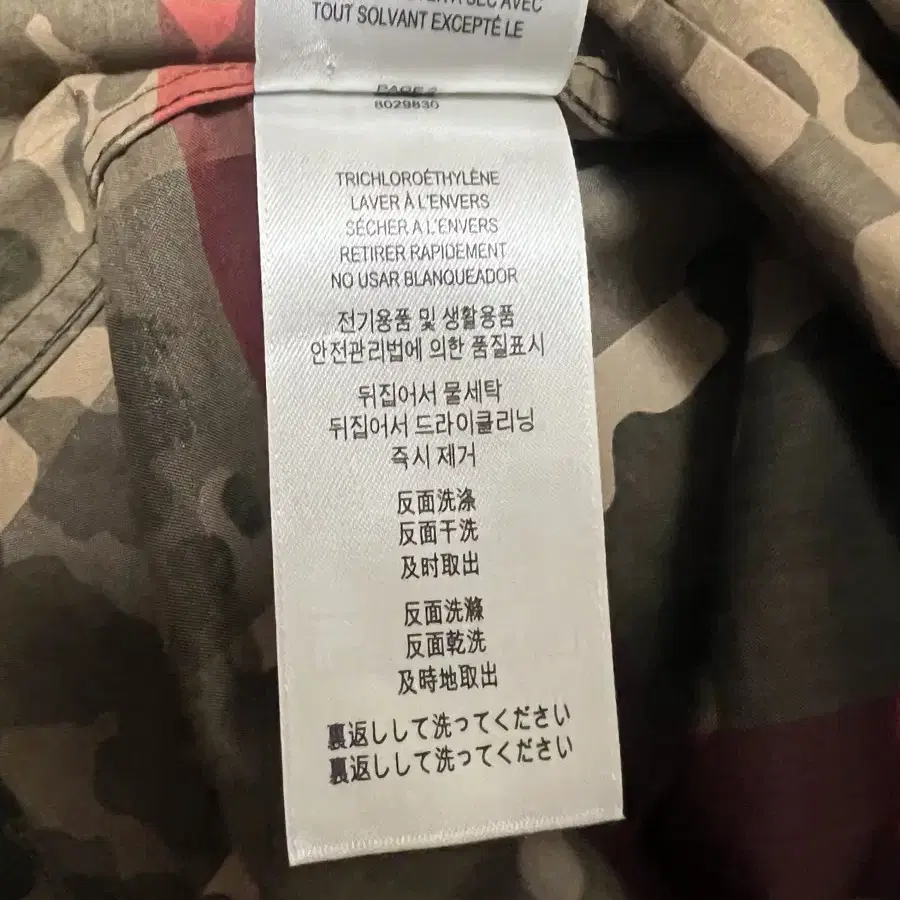 À SEC AVEC
TOUT SOLVANT EXCEPTÉ LE
PAGE 2
8029830
TRICHLOROÉTHYLÈNE
LAVER À L'ENVERS
SÉCHER A L'ENVERS
RETIRER RAPIDEMENT
NO USAR BLANQUEADOR
전기용품 및 생활용품
안전관리법에 의한 품질표시
뒤집어서 물세탁
뒤집어서 드라이클리닝
즉시 제거
反面洗涤
反面干洗
及时取出
反面洗滌
反面乾洗
及時地取出
裏返しして洗ってください
裏返しして洗ってください